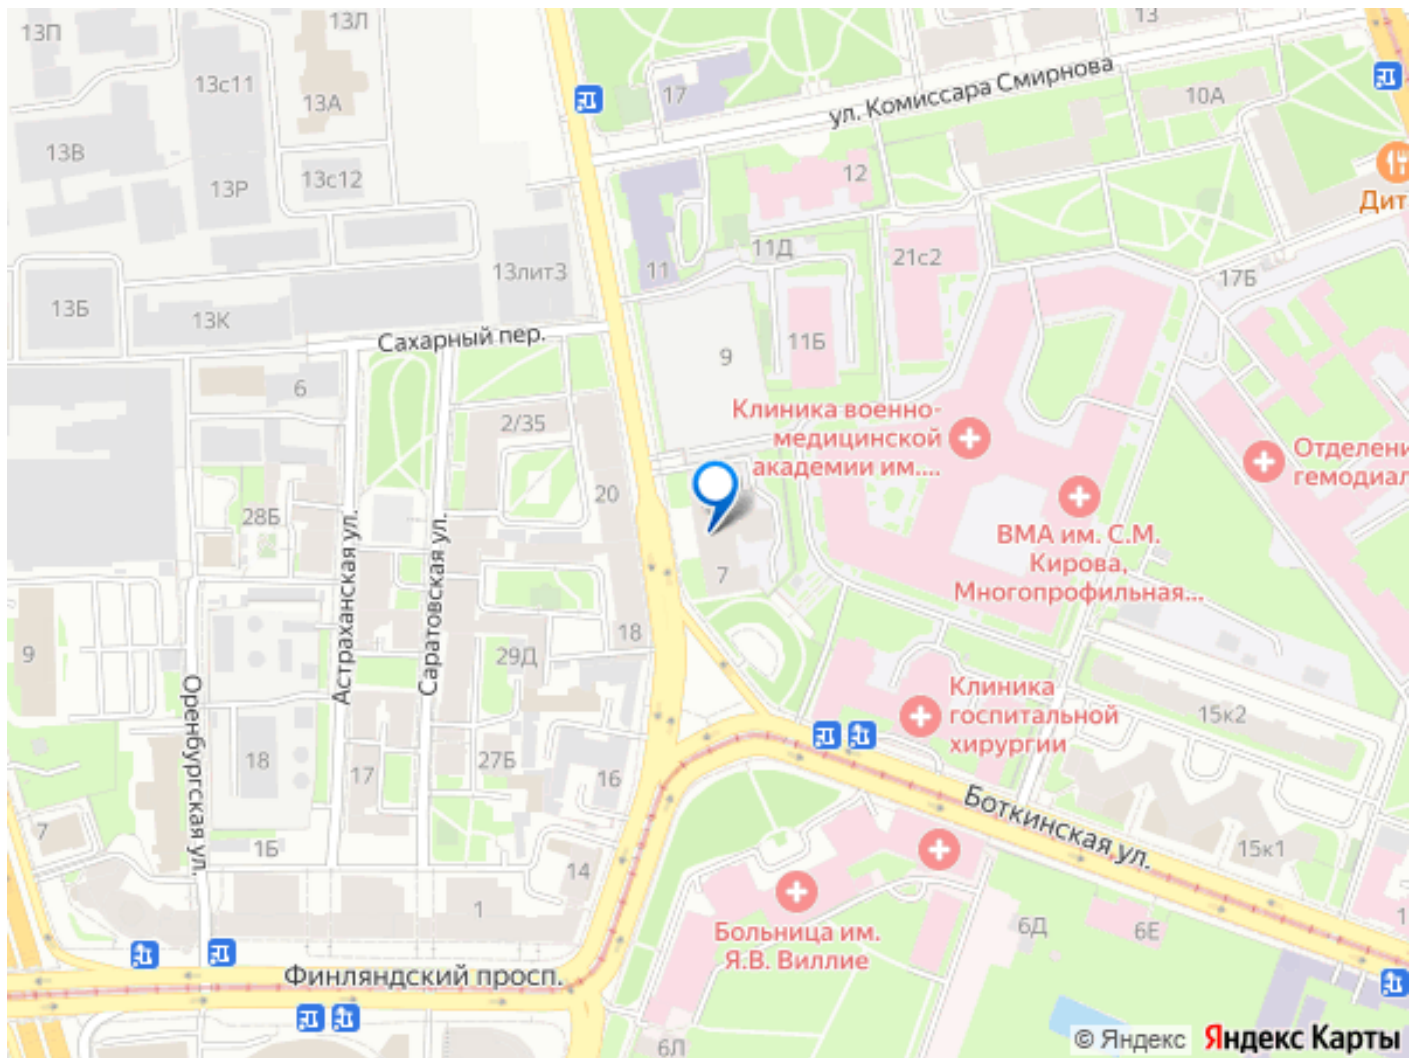 13П
13Л
13
13с11
17
10А
13А
ул. Комиссара Смирнова
13В
13с12
12
13Р
Дит
11Д
21с2
11
13лит3
17Б
13Б
13К
Сахарный пер.
11Б
9
6
Клиника военно-
медицинской
академии им....
2/35
Отделени
гемодиал
20
28Б
ВМА им. С.М.
Кирова,
Многопрофильная...
Астраханская ул.
Саратовская ул.
7
18
9
29Д
Оренбургская ул.
Клиника
госпитальной
хирургии
15к2
18
17
27Б
16
Боткинская ул.
7
1Б
14
15к1
1
Больница им.
Я.В. Виллие
6Д
6Е
1
Финляндский просп.
6Л
© Яндекс Яндекс Карты